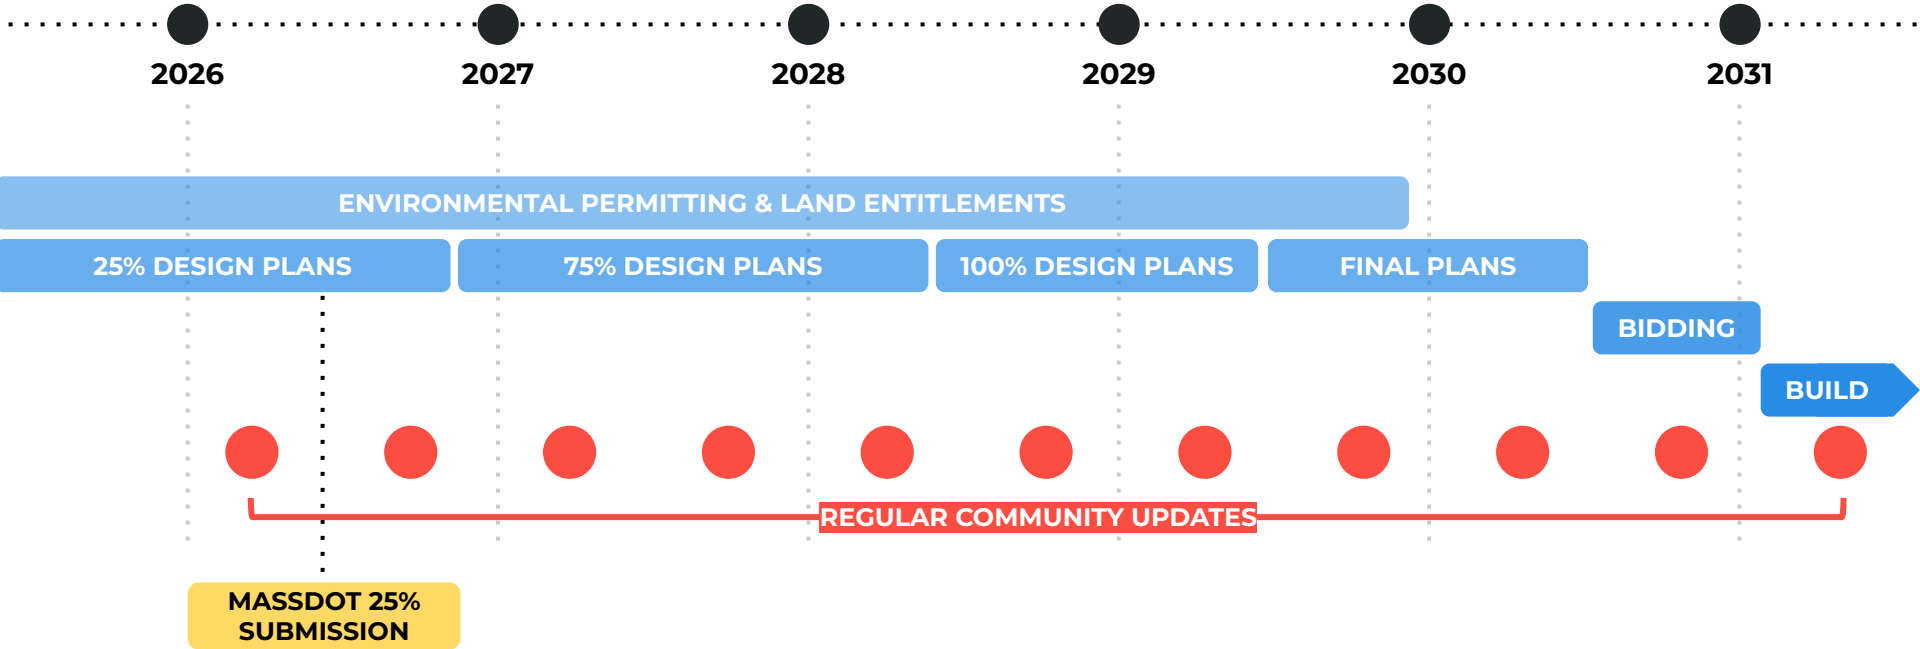 2026
2027
2028
2029
2030
2031
ENVIRONMENTAL PERMITTING & LAND ENTITLEMENTS
25% DESIGN PLANS
75% DESIGN PLANS
100% DESIGN PLANS
FINAL PLANS
BIDDING
BUILD
REGULAR COMMUNITY UPDATES
MASSDOT 25%
SUBMISSION